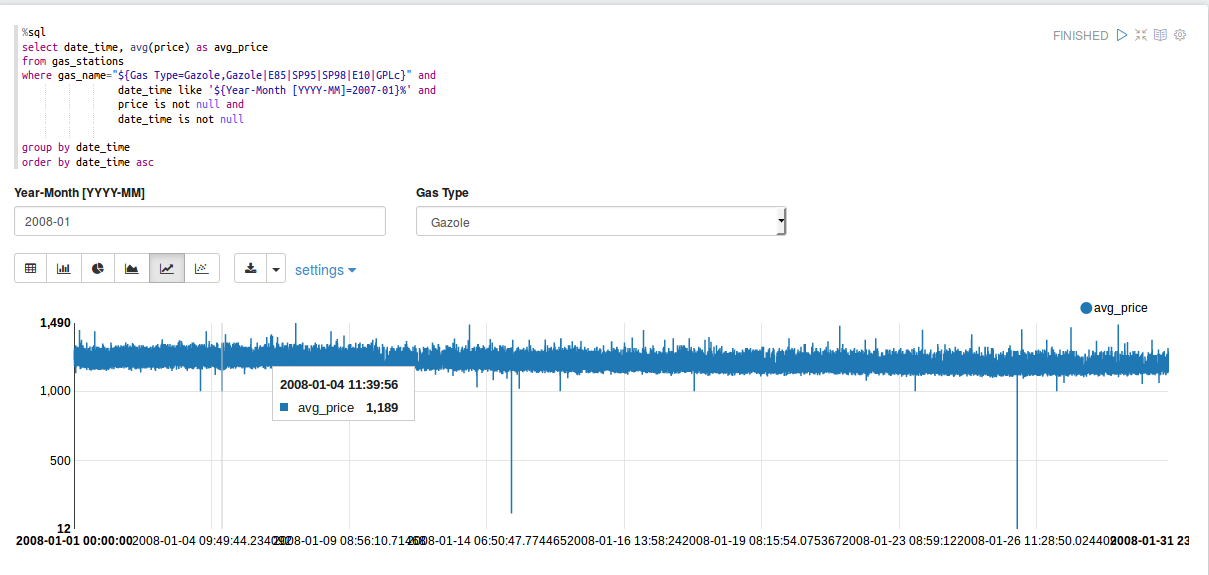 %sql
select date_time, avg(price) as avg_price
from gas_stations
where gas_name="${Gas Type=Gazole,Gazole|E85|SP95|SP98|E10|GPLc}" and
date_time like '${Year-Month [YYYY-MM]=2007-01}%' and
price is not null and
date_time is not null
group by date_time
order by date_time asc
FINISHED
Year-Month [YYYY-MM]
Gas Type
2008-01
Gazole
settings
avg_price
1,490
1,000
500
12
2008-01-04 11:39:56
avg_price 1,189
2008-01-01 00:00:00 2008-01-04 09:49:44.234092 2008-01-09 08:56:10.71468 2008-01-14 06:50:47.774465 2008-01-16 13:58:24 2008-01-19 08:15:54.075367 2008-01-23 08:59:12 2008-01-26 11:28:50.024409 2008-01-31 23